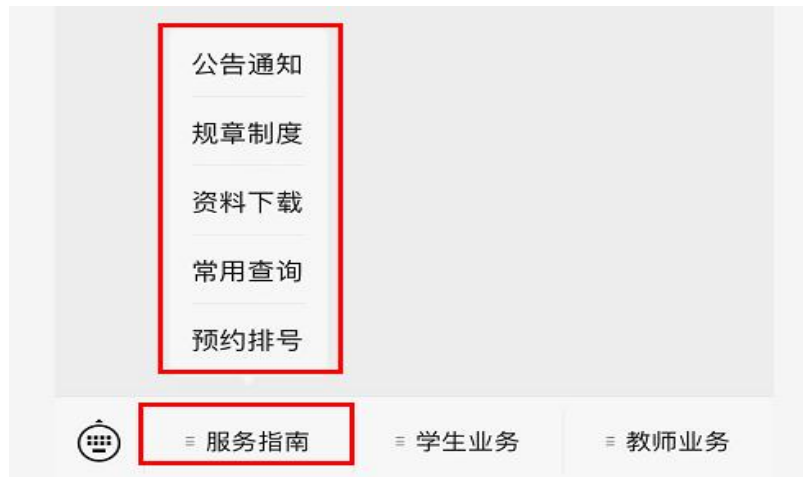 公告通知
规章制度
资料下载
常用查询
预约排号
服务指南 学生业务 教师业务